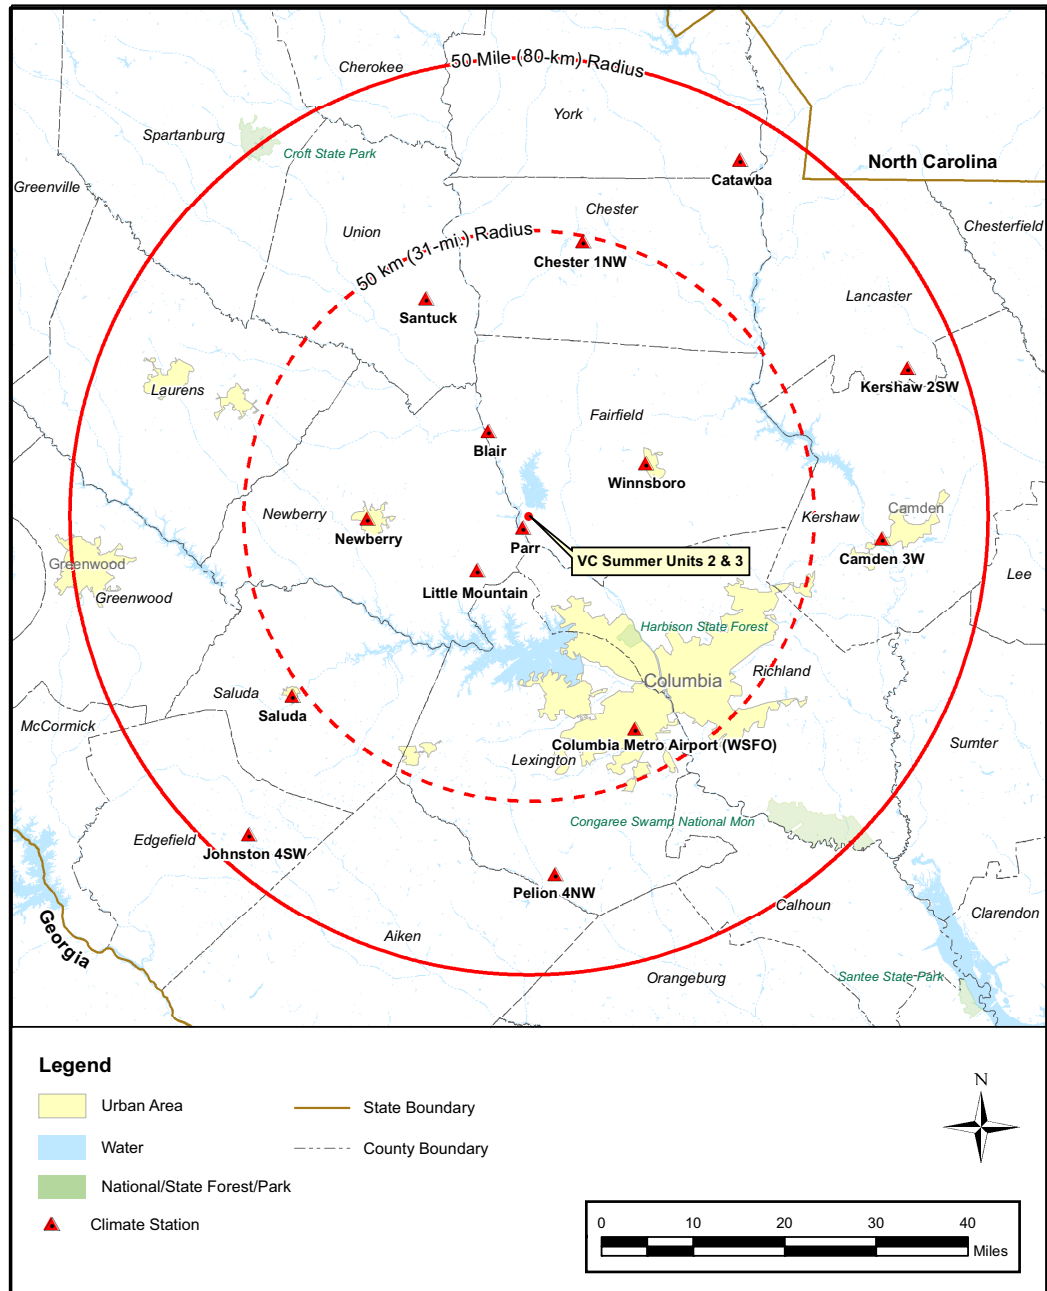 50 Mile (80-km) Radius
Cherokee
York
Spartanburg
Croft State Park
North Carolina
Catawba
Greenville
Chester
Chesterfield
Union
50 km (31-mi.) Radius
Chester 1NW
Lancaster
Santuck
Laurens
Kershaw 2SW
Fairfield
Blair
Winnsboro
Newberry
Kershaw
Camden
Newberry
Parr
VC Summer Units 2 & 3
Camden 3W
Greenwood
Lee
Greenwood
Little Mountain
Harbison State Forest
Richland
Columbia
Saluda
Saluda
McCormick
Columbia Metro Airport (WSFO)
Sumter
Lexington
Congaree Swamp National Mon
Edgefield
Johnston 4SW
Pelion 4NW
Calhoun
Clarendon
Georgia
Aiken
Orangeburg
Santee State Park
Legend
Urban Area
State Boundary
Water
County Boundary
National/State Forest/Park
Climate Station
N
0 10 20 30 40
Miles